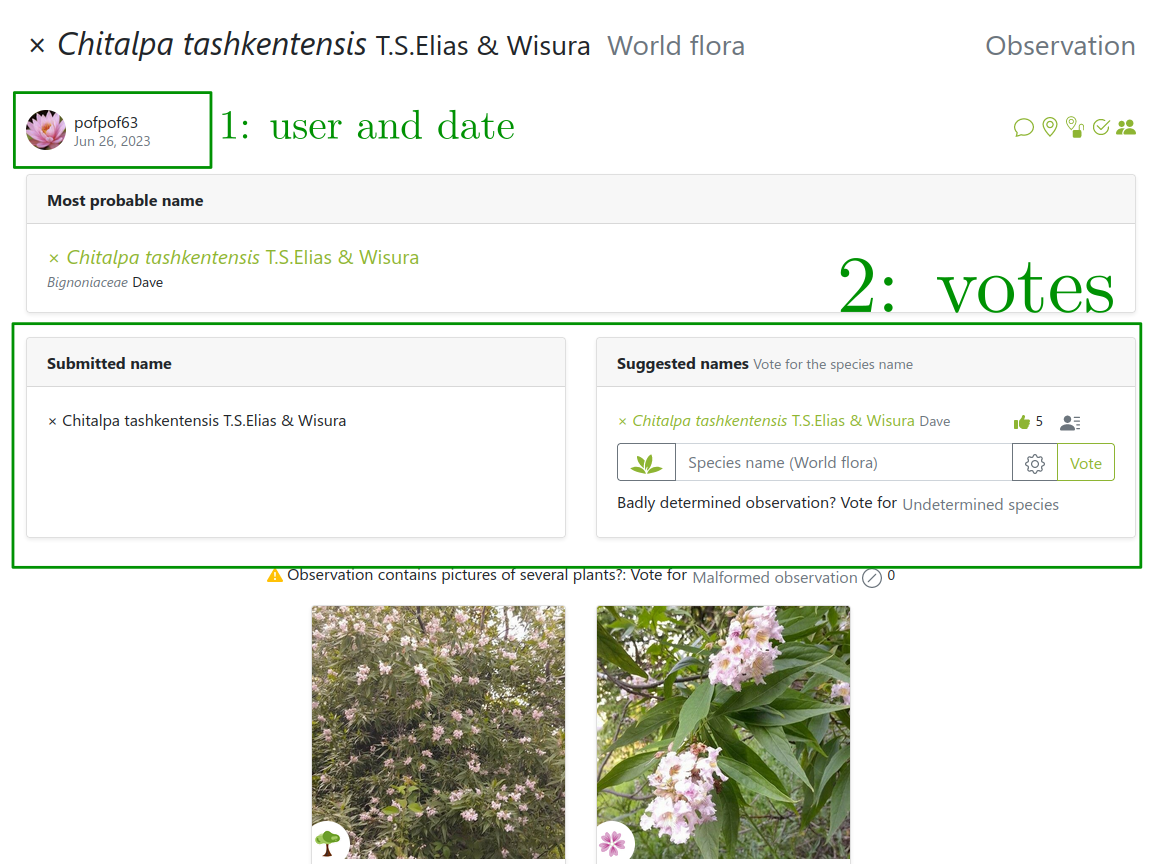 × Chitalpa tashkentensis T.S.Elias & Wisura World flora Observation
pofpof63
Jun 26, 2023
1: user and date
Most probable name
× Chitalpa tashkentensis T.S.Elias & Wisura
Bignoniaceae Dave
2: votes
Submitted name
× Chitalpa tashkentensis T.S.Elias & Wisura
Suggested names Vote for the species name
× Chitalpa tashkentensis T.S.Elias & Wisura Dave 5
Species name (World flora) Vote
Badly determined observation? Vote for Undetermined species
Observation contains pictures of several plants?: Vote for Malformed observation 0